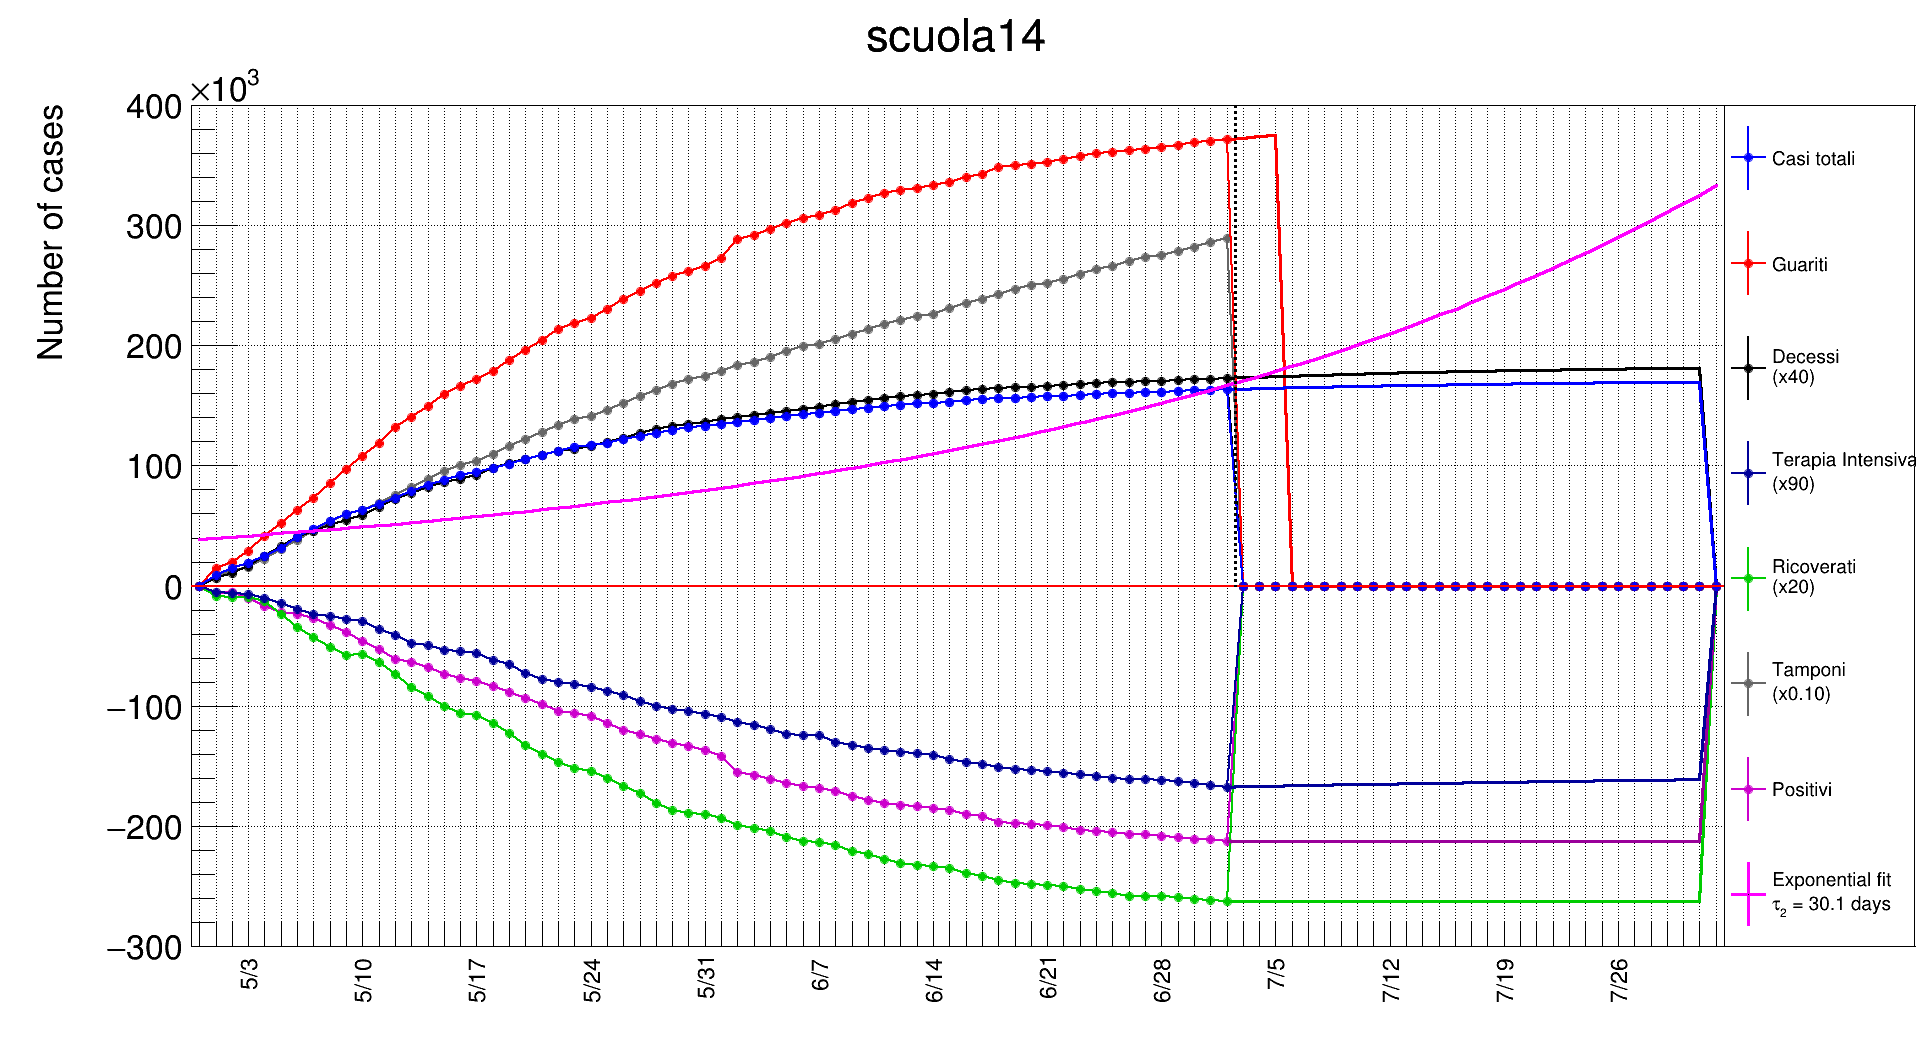 scuola14
×10³
Number of cases
400
300
200
100
0
−100
−200
−300
5/3
5/10
5/17
5/24
5/31
6/7
6/14
6/21
6/28
7/5
7/12
7/19
7/26
Casi totali
Guariti
Decessi
(x40)
Terapia Intensiva
(x90)
Ricoverati
(x20)
Tamponi
(x0.10)
Positivi
Exponential fit
τ₂ = 30.1 days